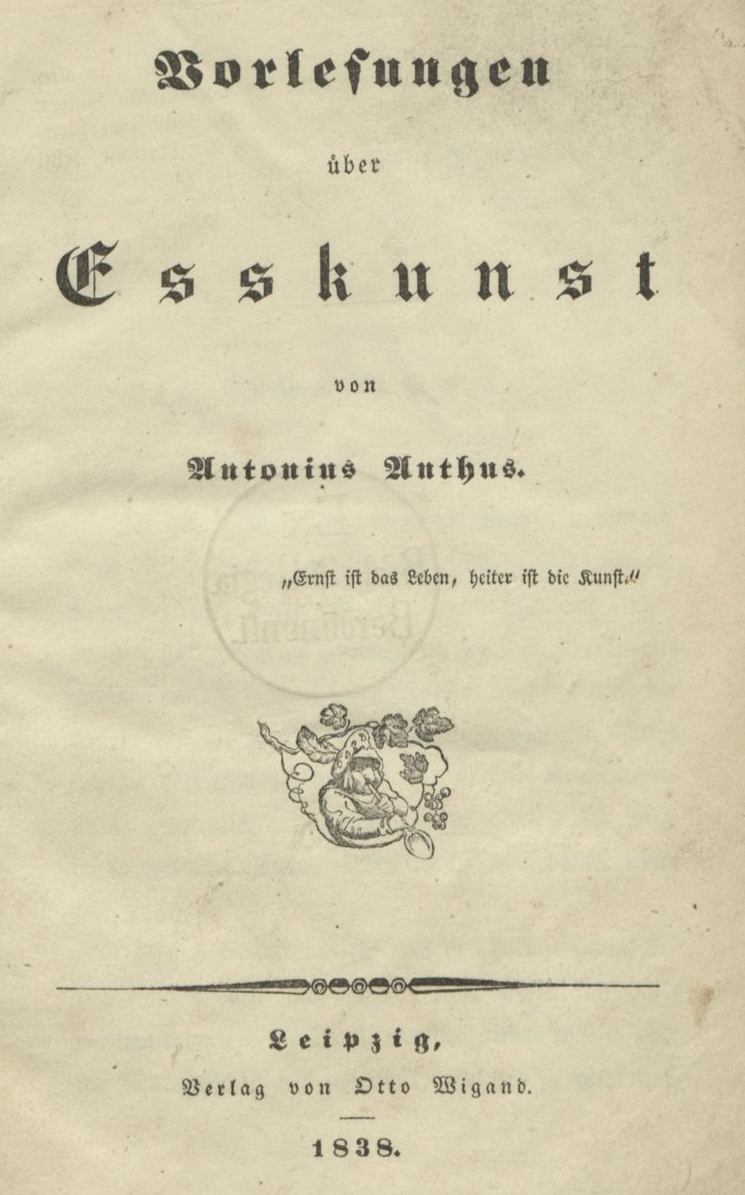 Vorleſungen
über
Esskunst
von
Antonius Anthus.
„Ernſt iſt das Leben, heiter iſt die Kunſt.“
Leipzig,
Verlag von Otto Wigand.
1838.